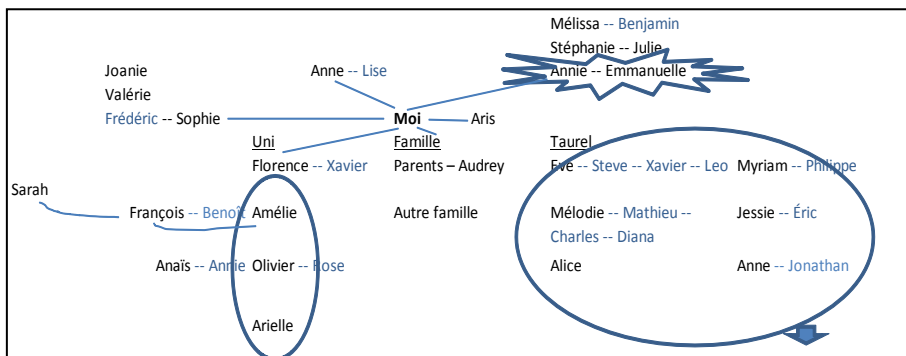 Mélissa -- Benjamin
Stéphanie -- Julie
Joanie
Anne -- Lise
Annie -- Emmanuelle
Valérie
Frédéric -- Sophie
Moi
Aris
Uni
Famille
Taurel
Florence -- Xavier
Parents – Audrey
Eve -- Steve -- Xavier -- Leo
Myriam -- Philippe
Sarah
François -- Benoît
Amélie
Autre famille
Mélodie -- Mathieu --
Charles -- Diana
Jessie -- Éric
Anaïs -- Annie
Olivier -- Rose
Alice
Anne -- Jonathan
Arielle